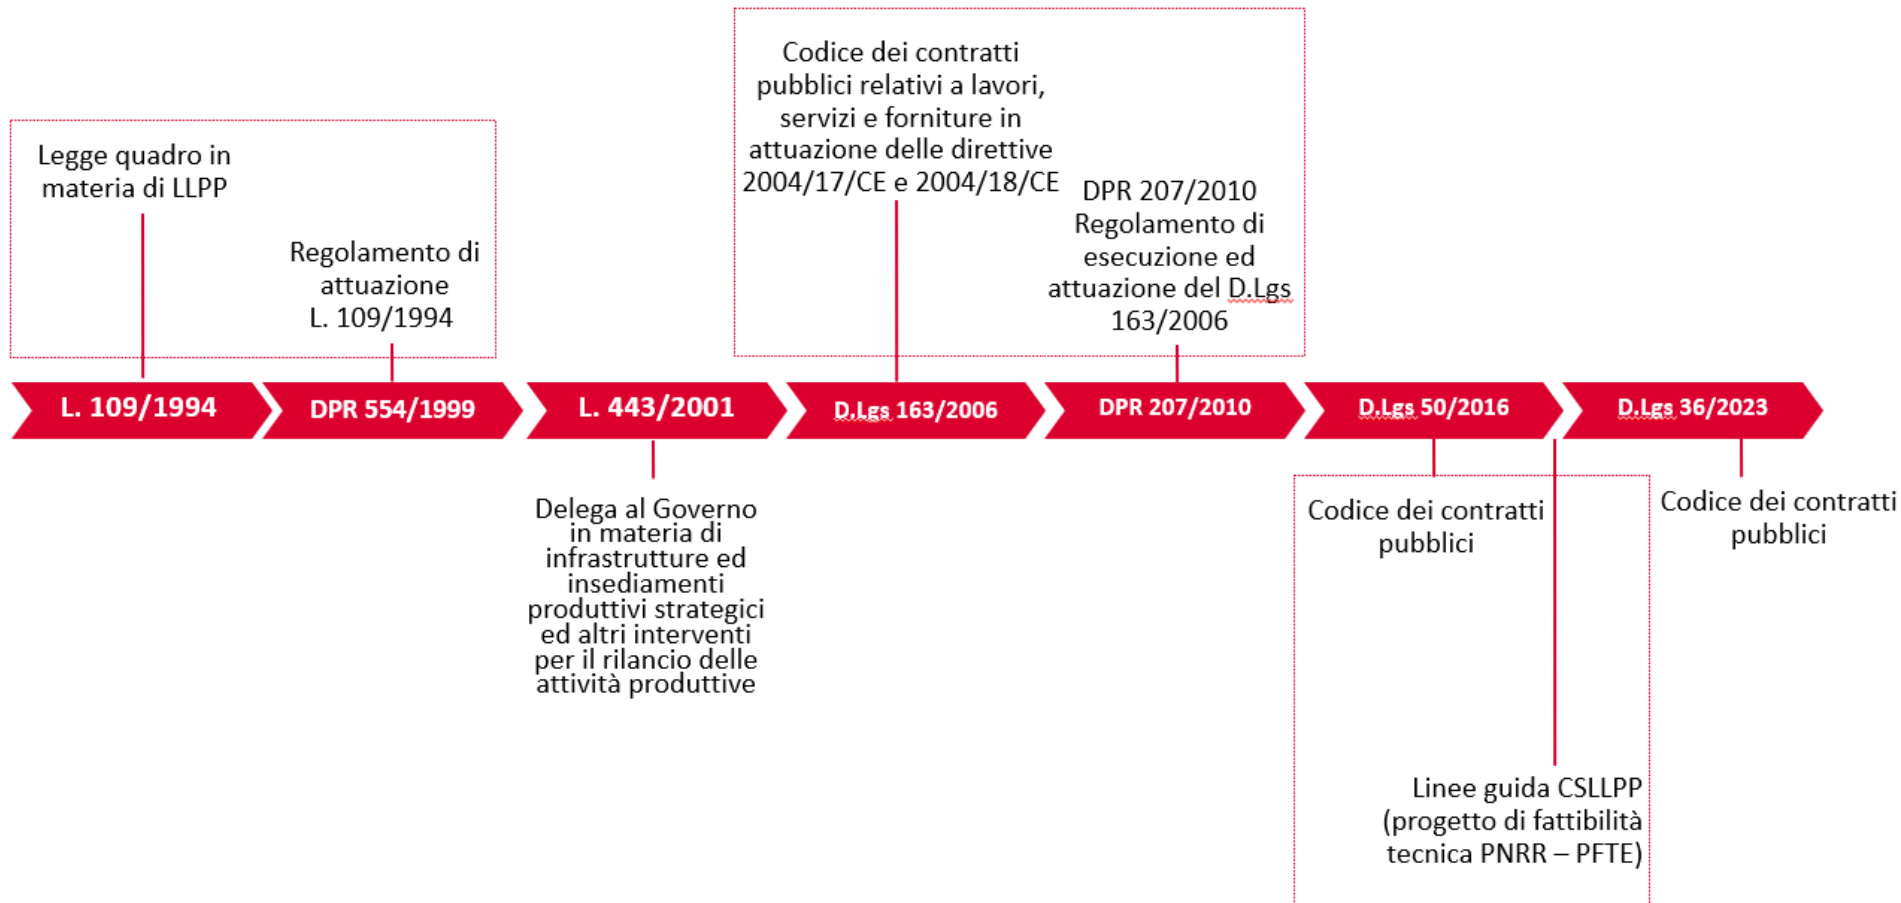 Codice dei contratti
pubblici relativi a lavori,
servizi e forniture in
attuazione delle direttive
2004/17/CE e 2004/18/CE
Legge quadro in
materia di LLPP
Regolamento di
attuazione
L. 109/1994
DPR 207/2010
Regolamento di
esecuzione ed
attuazione del D.Lgs
163/2006
L. 109/1994
DPR 554/1999
L. 443/2001
D.Lgs 163/2006
DPR 207/2010
D.Lgs 50/2016
D.Lgs 36/2023
Delega al Governo
in materia di
infrastrutture ed
insediamenti
produttivi strategici
ed altri interventi
per il rilancio delle
attività produttive
Codice dei contratti
pubblici
Codice dei contratti
pubblici
Linee guida CSLLPP
(progetto di fattibilità
tecnica PNRR – PFTE)